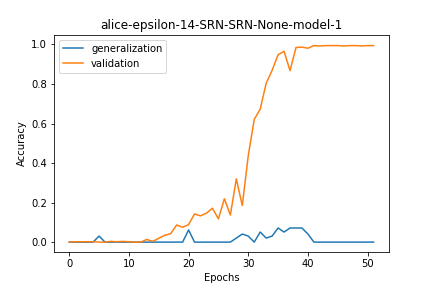 alice-epsilon-14-SRN-SRN-None-model-1
generalization
validation
1.0
0.8
0.6
0.4
0.2
0.0
Accuracy
0 10 20 30 40 50
Epochs